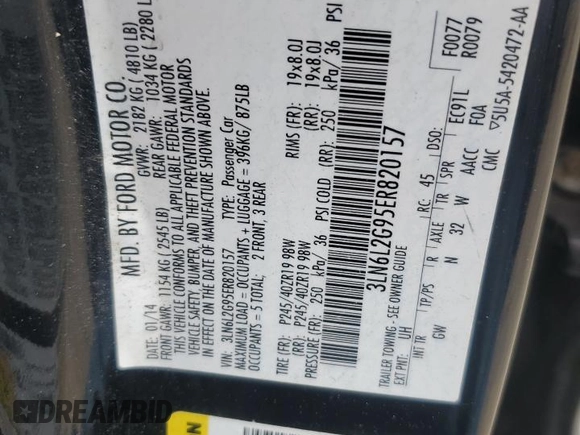 MFD. BY FORD MOTOR CO.
DATE: 01/14
GVWR: 2182 KG ( 4810 LB)
FRONT GAWR: 1154 KG ( 2545 LB)
REAR GAWR: 1034 KG ( 2280 LB)
THIS VEHICLE CONFORMS TO ALL APPLICABLE FEDERAL MOTOR
VEHICLE SAFETY, BUMPER, AND THEFT PREVENTION STANDARDS
IN EFFECT ON THE DATE OF MANUFACTURE SHOWN ABOVE.
VIN: 3LN6L2G95ER820157
TYPE: Passenger Car
MAXIMUM LOAD = OCCUPANTS + LUGGAGE = 396KG/ 875LB
OCCUPANTS = 5 TOTAL: 2 FRONT, 3 REAR
TIRE (FR): P245/40ZR19 98W RIMS (FR): 19x8.0J
(RR): P245/40ZR19 98W (RR): 19x8.0J
PRESSURE (FR): 250 kPa/ 36 PSI COLD (RR): 250 kPa/ 36 PSI
3LN6L2G95ER820157
F0077
R0079
TRAILER TOWING - SEE OWNER GUIDE
EXT PNT: UH RC: 45 DSO: EC91L
INT TR TP/PS R AXLE TR SPR F0A
GW N 32 W AACC CMC ▽5U5A-5420472-AA
DREAMBID